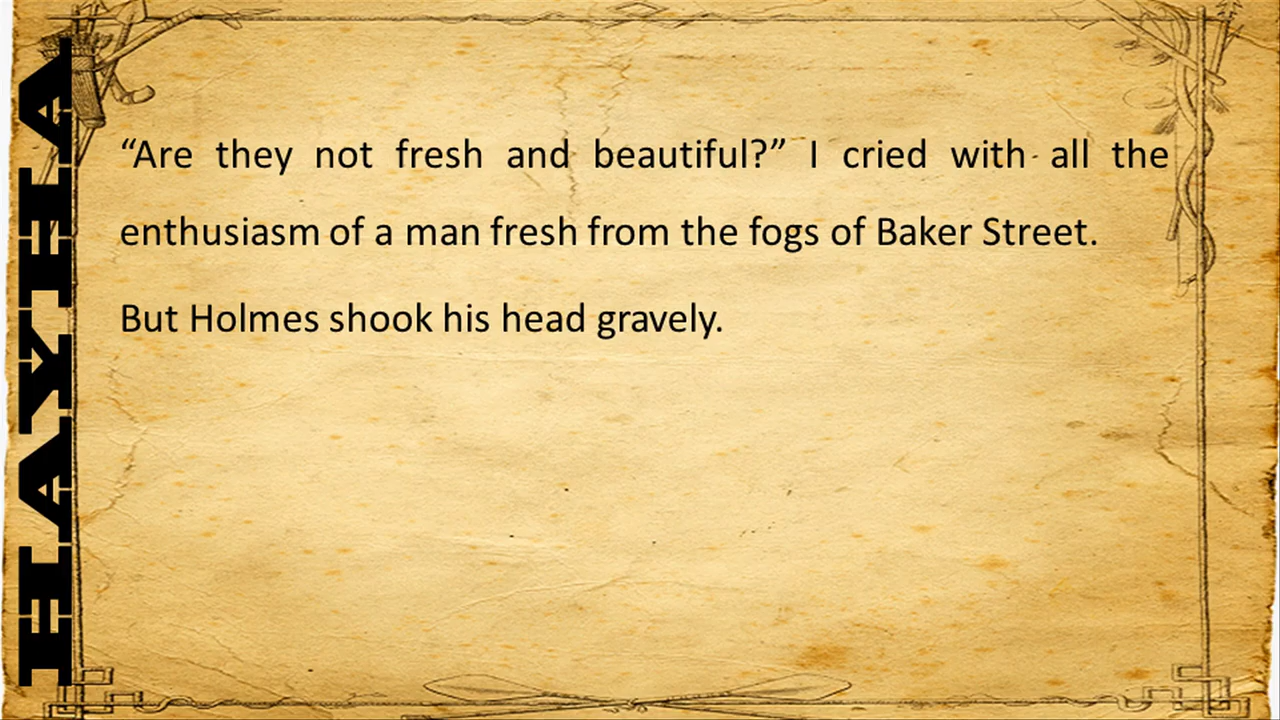 HAYHA
“Are they not fresh and beautiful?” I cried with all the
enthusiasm of a man fresh from the fogs of Baker Street.
But Holmes shook his head gravely.